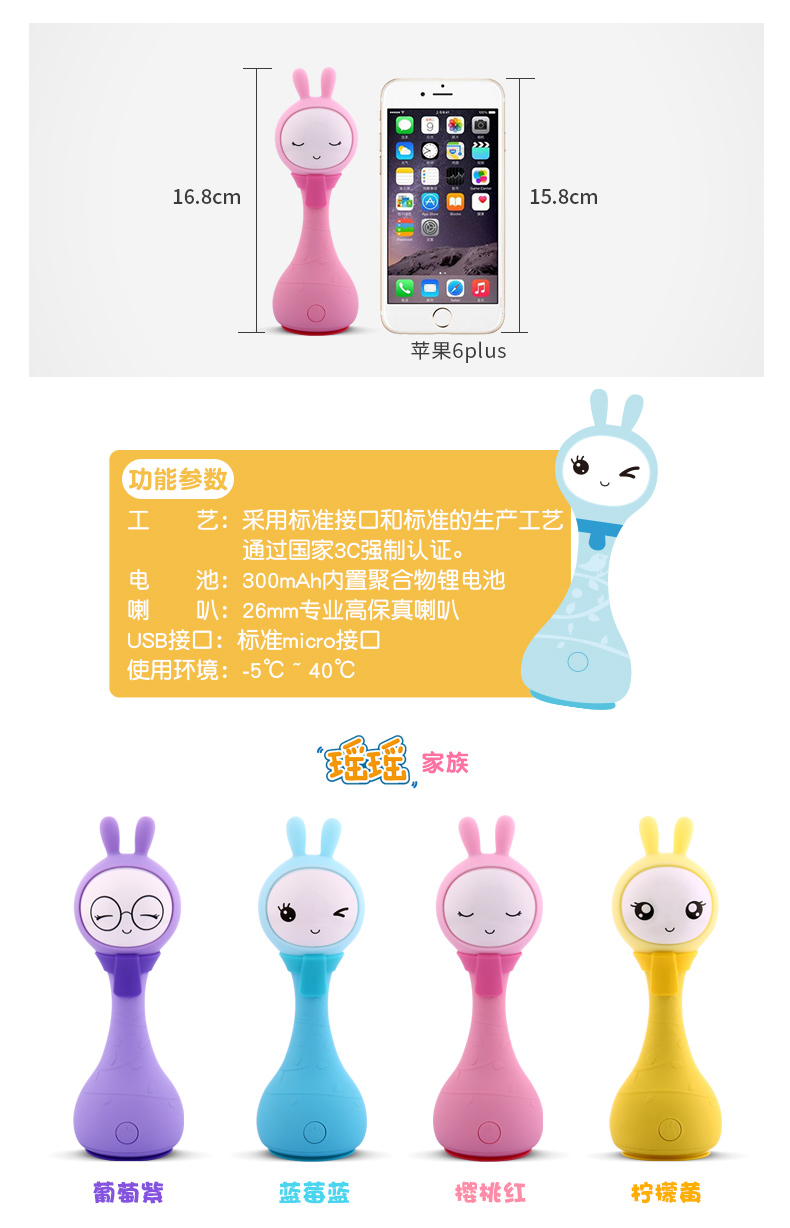 16.8cm
15.8cm
苹果6plus
功能参数
工 艺：采用标准接口和标准的生产工艺
通过国家3C强制认证。
电 池：300mAh内置聚合物锂电池
喇 叭：26mm专业高保真喇叭
USB接口：标准micro接口
使用环境：-5℃ ~ 40℃
“瑶瑶” 家族
葡萄紫 蓝莓蓝 樱桃红 柠檬黄